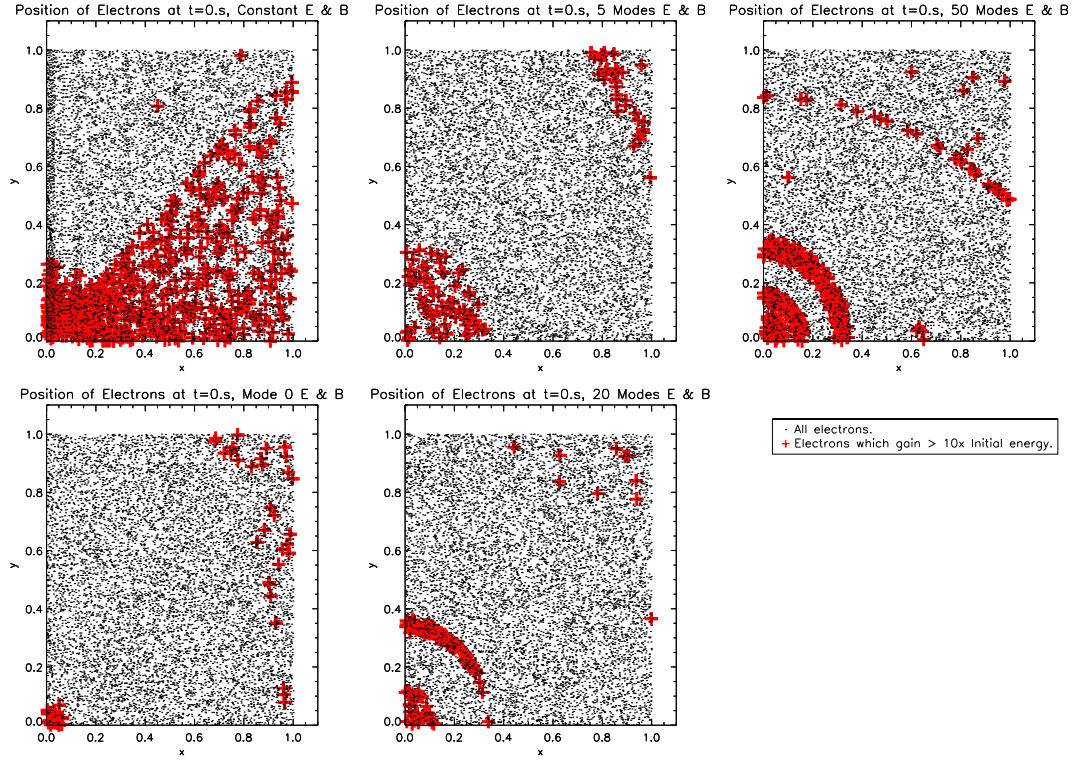 Position of Electrons at t=0.s, Constant E & B
1.0
0.8
0.6
0.4
0.2
0.0
y
0.0 0.2 0.4 0.6 0.8 1.0
x
Position of Electrons at t=0.s, 5 Modes E & B
1.0
0.8
0.6
0.4
0.2
0.0
y
0.0 0.2 0.4 0.6 0.8 1.0
x
Position of Electrons at t=0.s, 50 Modes E & B
1.0
0.8
0.6
0.4
0.2
0.0
y
0.0 0.2 0.4 0.6 0.8 1.0
x
Position of Electrons at t=0.s, Mode 0 E & B
1.0
0.8
0.6
0.4
0.2
0.0
y
0.0 0.2 0.4 0.6 0.8 1.0
x
Position of Electrons at t=0.s, 20 Modes E & B
1.0
0.8
0.6
0.4
0.2
0.0
y
0.0 0.2 0.4 0.6 0.8 1.0
x
All electrons.
Electrons which gain > 10x Initial energy.